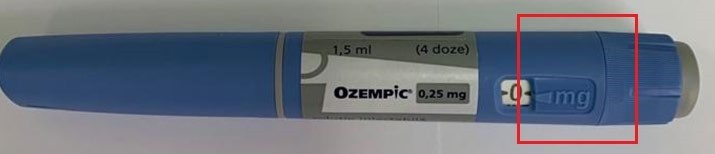 1,5 ml (4 doze)
OZEMPIC® 0,25 mg
0 mg